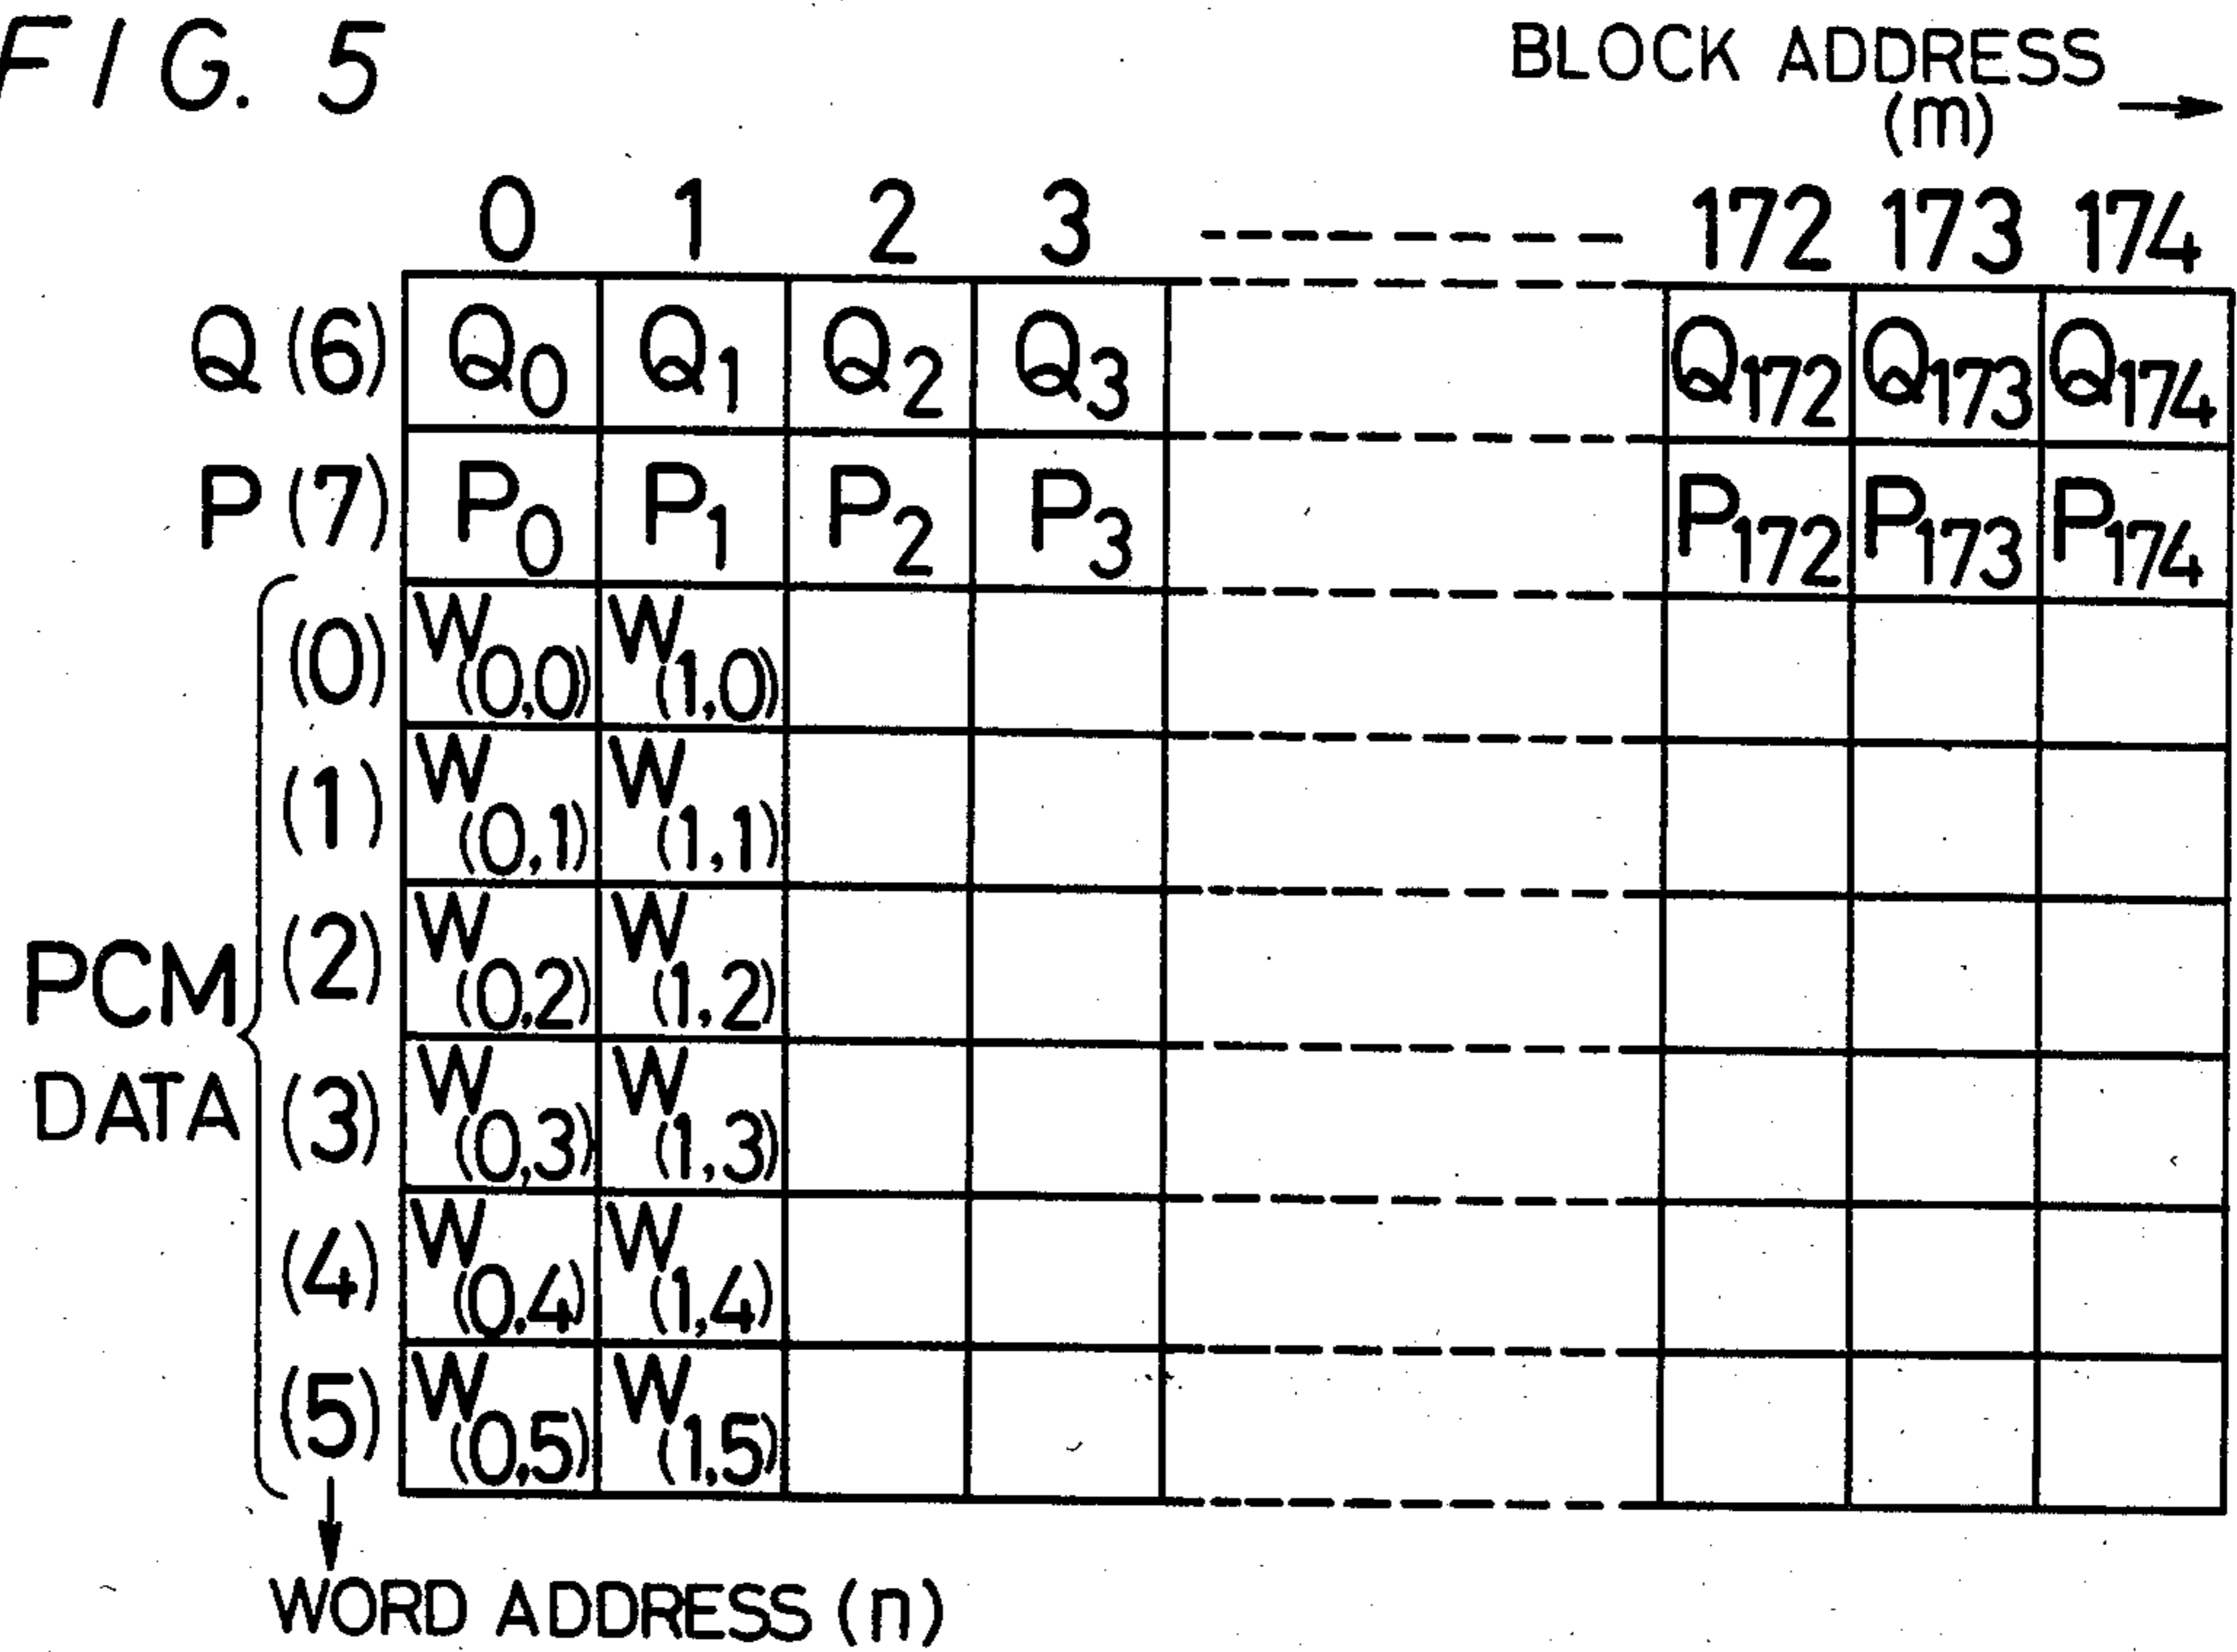 FIG. 5
BLOCK ADDRESS
(m)
0 1 2 3 172 173 174
Q (6) Q0 Q1 Q2 Q3 Q172 Q173 Q174
P (7) P0 P1 P2 P3 P172 P173 P174
(0) W(0,0) W(1,0)
(1) W(0,1) W(1,1)
(2) W(0,2) W(1,2)
PCM
DATA
(3) W(0,3) W(1,3)
(4) W(0,4) W(1,4)
(5) W(0,5) W(1,5)
WORD ADDRESS (n)